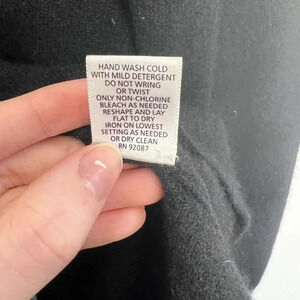 HAND WASH COLD
WITH MILD DETERGENT
DO NOT WRING
OR TWIST
ONLY NON-CHLORINE
BLEACH AS NEEDED
RESHAPE AND LAY
FLAT TO DRY
IRON ON LOWEST
SETTING AS NEEDED
OR DRY CLEAN
RN 92087